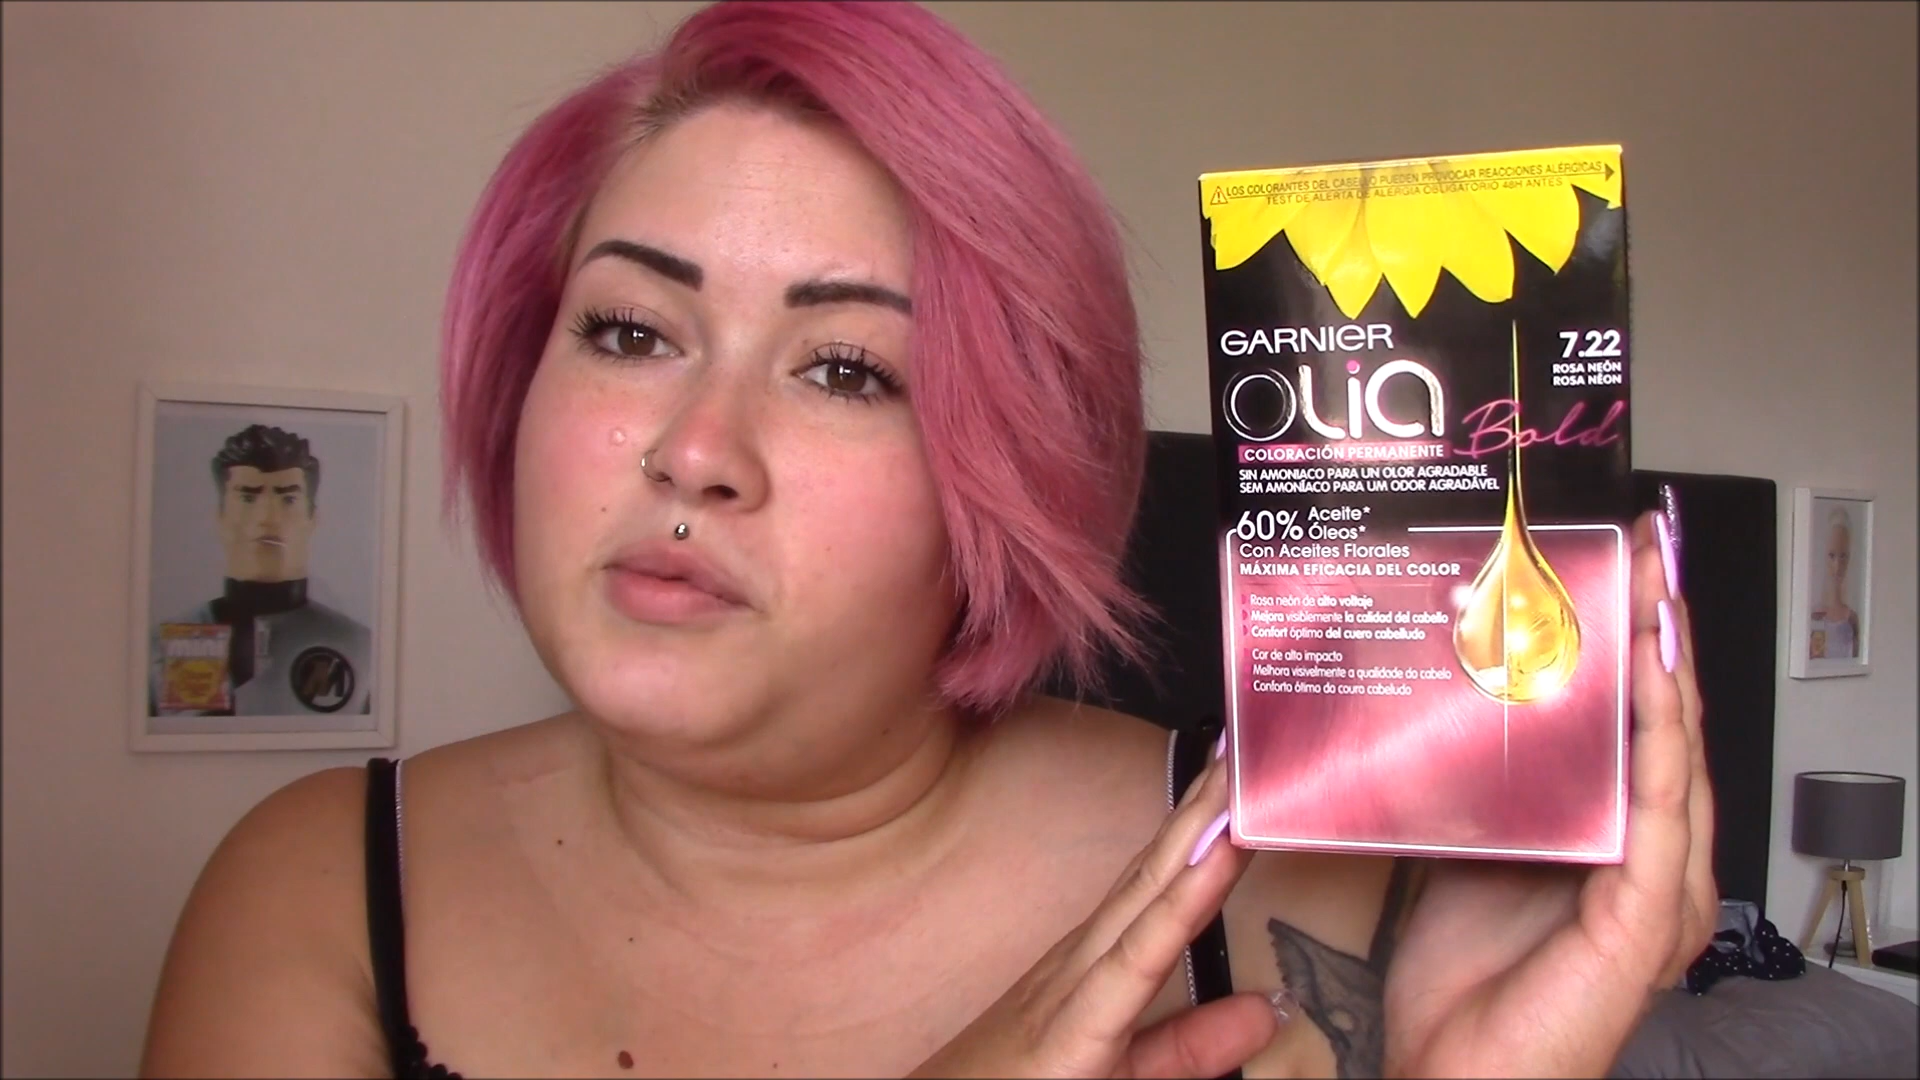 LOS COLORANTES DEL CABELLO PUEDEN PROVOCAR REACCIONES ALÉRGICAS
TEST DE ALERTA DE ALERGIA OBLIGATORIO 48H ANTES
GARNIER
OLIA
Bold
7.22
ROSA NEÓN
ROSA NÉON
COLORACIÓN PERMANENTE
SIN AMONIACO PARA UN OLOR AGRADABLE
SEM AMONÍACO PARA UM ODOR AGRADÁVEL
60% Aceite*
Óleos*
Con Aceites Florales
MÁXIMA EFICACIA DEL COLOR
Rosa neón de alto voltaje
Mejora visiblemente la calidad del cabello
Confort óptimo del cuero cabelludo
Cor de alto impacto
Melhora visivelmente a qualidade do cabelo
Conforto ótimo do couro cabeludo
mini
M